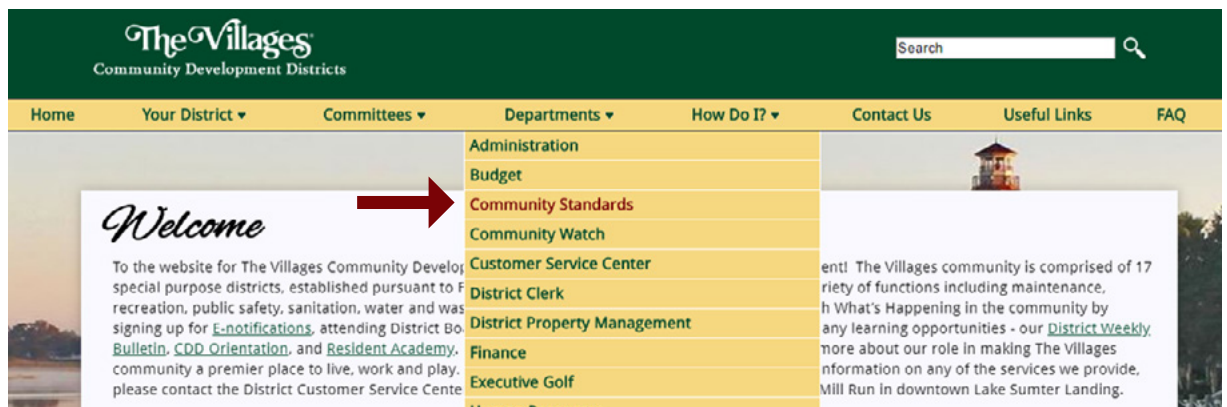 The Villages
Community Development Districts
Search
Home Your District ▾ Committees ▾ Departments ▾ How Do I? ▾ Contact Us Useful Links FAQ
Administration
Budget
Community Standards
Community Watch
Customer Service Center
District Clerk
District Property Management
Finance
Executive Golf
Welcome
To the website for The Villages Community ent! The Villages community is comprised of 17
special purpose districts, established pursuant to riety of functions including maintenance,
recreation, public safety, sanitation, water and h What's Happening in the community by
signing up for E-notifications, attending District any learning opportunities - our District Weekly
Bulletin, CDD Orientation, and Resident Academy, more about our role in making The Villages
community a premier place to live, work and play. nformation on any of the services we provide,
please contact the District Customer Service Mill Run in downtown Lake Sumter Landing.